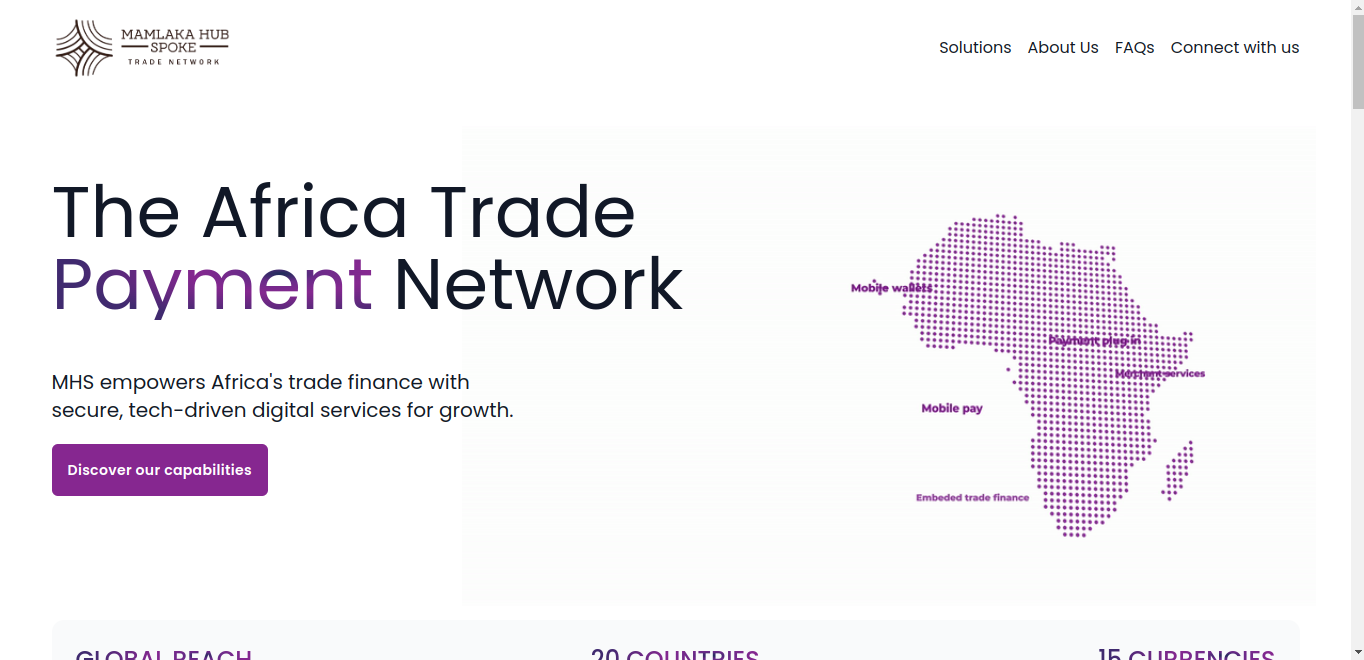 MAMLAKA HUB
SPOKE
TRADE NETWORK
Solutions About Us FAQs Connect with us
The Africa Trade
Payment Network
MHS empowers Africa's trade finance with
secure, tech-driven digital services for growth.
Discover our capabilities
Mobile wallets
Payment plug in
Merchant services
Mobile pay
Embeded trade finance
GLOBAL REACH 20 COUNTRIES 15 CURRENCIES